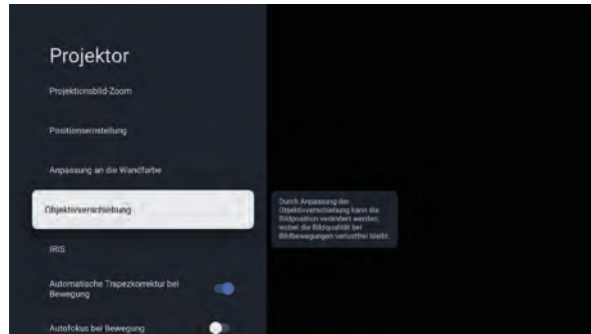 Projektor
Projektionsbild-Zoom
Positionseinstellung
Anpassung an die Wandfarbe
Objektivverschiebung
Durch Anpassung der
Objektivverschiebung kann die
Bildposition verändert werden,
wobei die Bildqualität bei
Bildbewegungen verlustfrei bleibt.
IRIS
Automatische Trapezkorrektur bei
Bewegung
Autofokus bei Bewegung